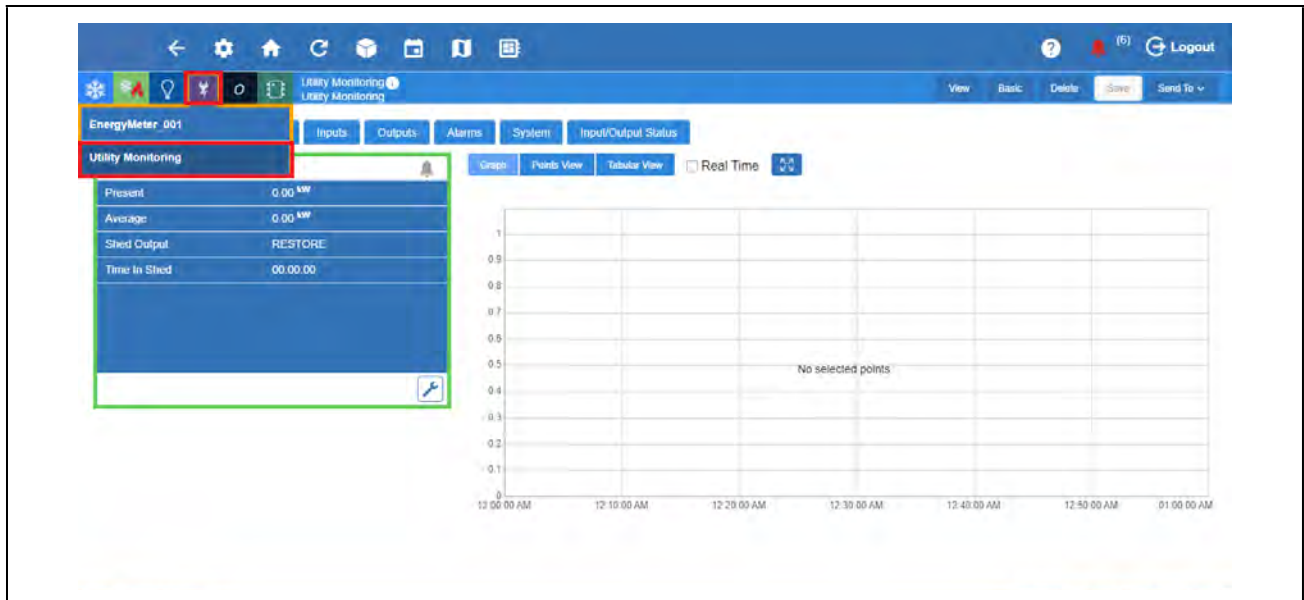 (6) Logout
Utility Monitoring
Utility Monitoring
View Basic Delete Save Send To
EnergyMeter_001
Inputs Outputs Alarms System Input/Output Status
Utility Monitoring
Graph Points View Tabular View Real Time
Present 0.00 kW
Average 0.00 kW
Shed Output RESTORE
Time In Shed 00:00:00
1
0.9
0.8
0.7
0.6
0.5
No selected points
0.4
0.3
0.2
0.1
0
12:00:00 AM 12:10:00 AM 12:20:00 AM 12:30:00 AM 12:40:00 AM 12:50:00 AM 01:00:00 AM